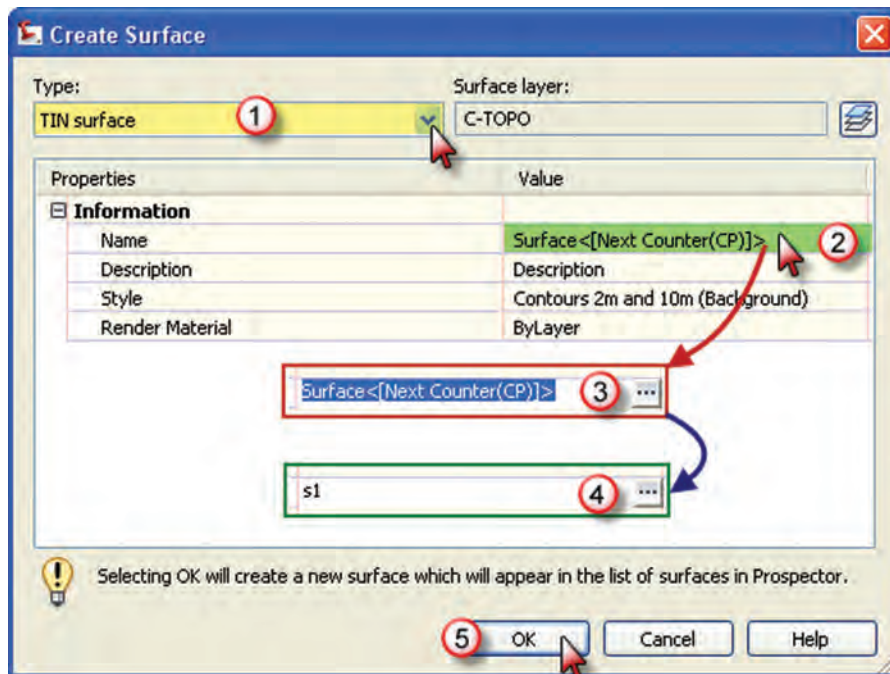 Create Surface
Type:
Surface layer:
TIN surface
1
C-TOPO
Properties
Value
Information
Name
Surface<[Next Counter(CP)]>
2
Description
Description
Style
Contours 2m and 10m (Background)
Render Material
ByLayer
Surface<[Next Counter(CP)]>
3
...
s1
4
...
Selecting OK will create a new surface which will appear in the list of surfaces in Prospector.
5
OK
Cancel
Help